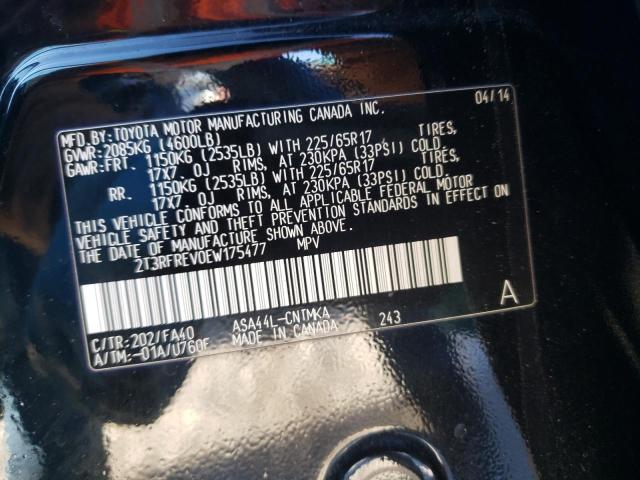 MFD.BY:TOYOTA MOTOR MANUFACTURING CANADA INC. 04/14
GVWR:2085KG (4600LB)
GAWR:FRT. 1150KG (2535LB) WITH 225/65R17 TIRES,
17X7.0J RIMS, AT 230KPA (33PSI) COLD.
RR. 1150KG (2535LB) WITH 225/65R17 TIRES,
17X7.0J RIMS, AT 230KPA (33PSI) COLD.
THIS VEHICLE CONFORMS TO ALL APPLICABLE FEDERAL MOTOR
VEHICLE SAFETY AND THEFT PREVENTION STANDARDS IN EFFECT ON
THE DATE OF MANUFACTURE SHOWN ABOVE.
2T3RFREV0EW175477 MPV
A
C/TR:202/FA40 ASA44L-CNTMKA 243
A/TM:-01A/U760F MADE IN CANADA